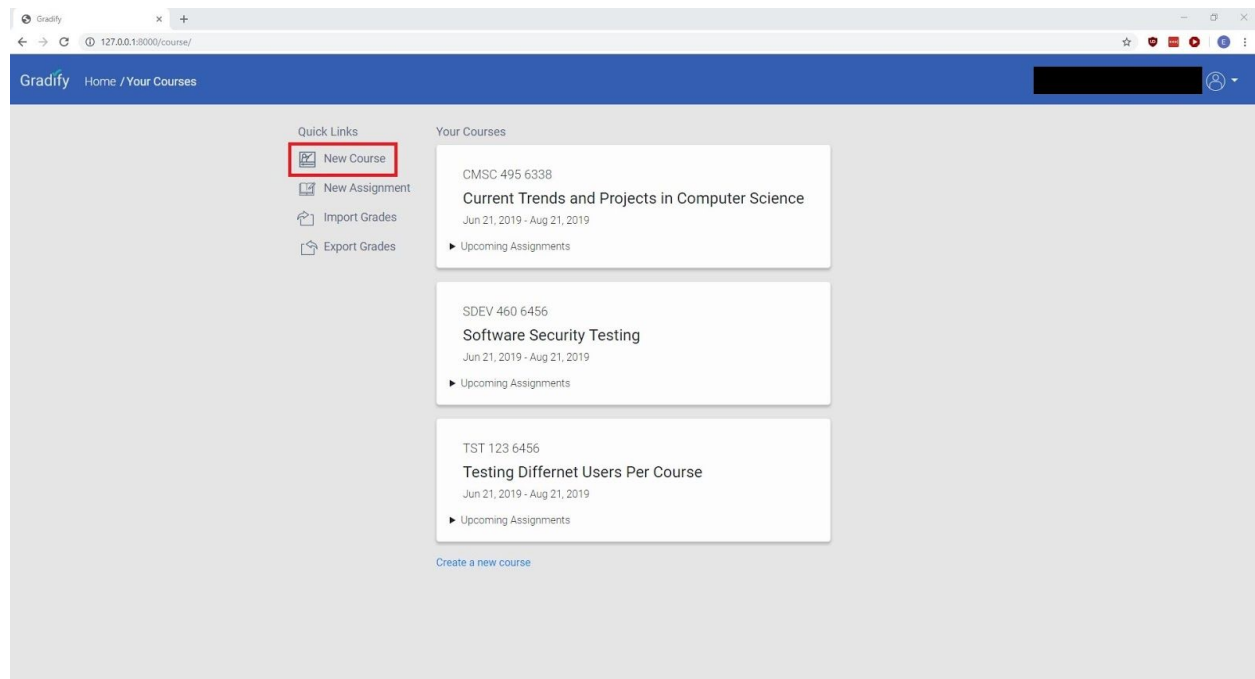 Gradify
127.0.0.1:8000/course/
Gradify Home / Your Courses
Quick Links
New Course
New Assignment
Import Grades
Export Grades
Your Courses
CMSC 495 6338
Current Trends and Projects in Computer Science
Jun 21, 2019 - Aug 21, 2019
Upcoming Assignments
SDEV 460 6456
Software Security Testing
Jun 21, 2019 - Aug 21, 2019
Upcoming Assignments
TST 123 6456
Testing Differnet Users Per Course
Jun 21, 2019 - Aug 21, 2019
Upcoming Assignments
Create a new course